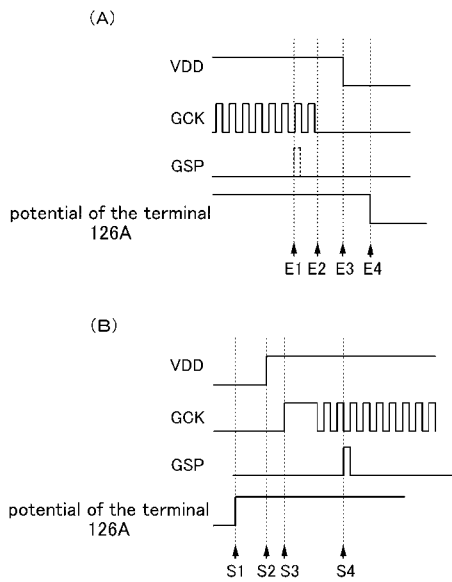 (A)
VDD
GCK
GSP
potential of the terminal
126A
E1 E2 E3 E4
(B)
VDD
GCK
GSP
potential of the terminal
126A
S1 S2 S3 S4